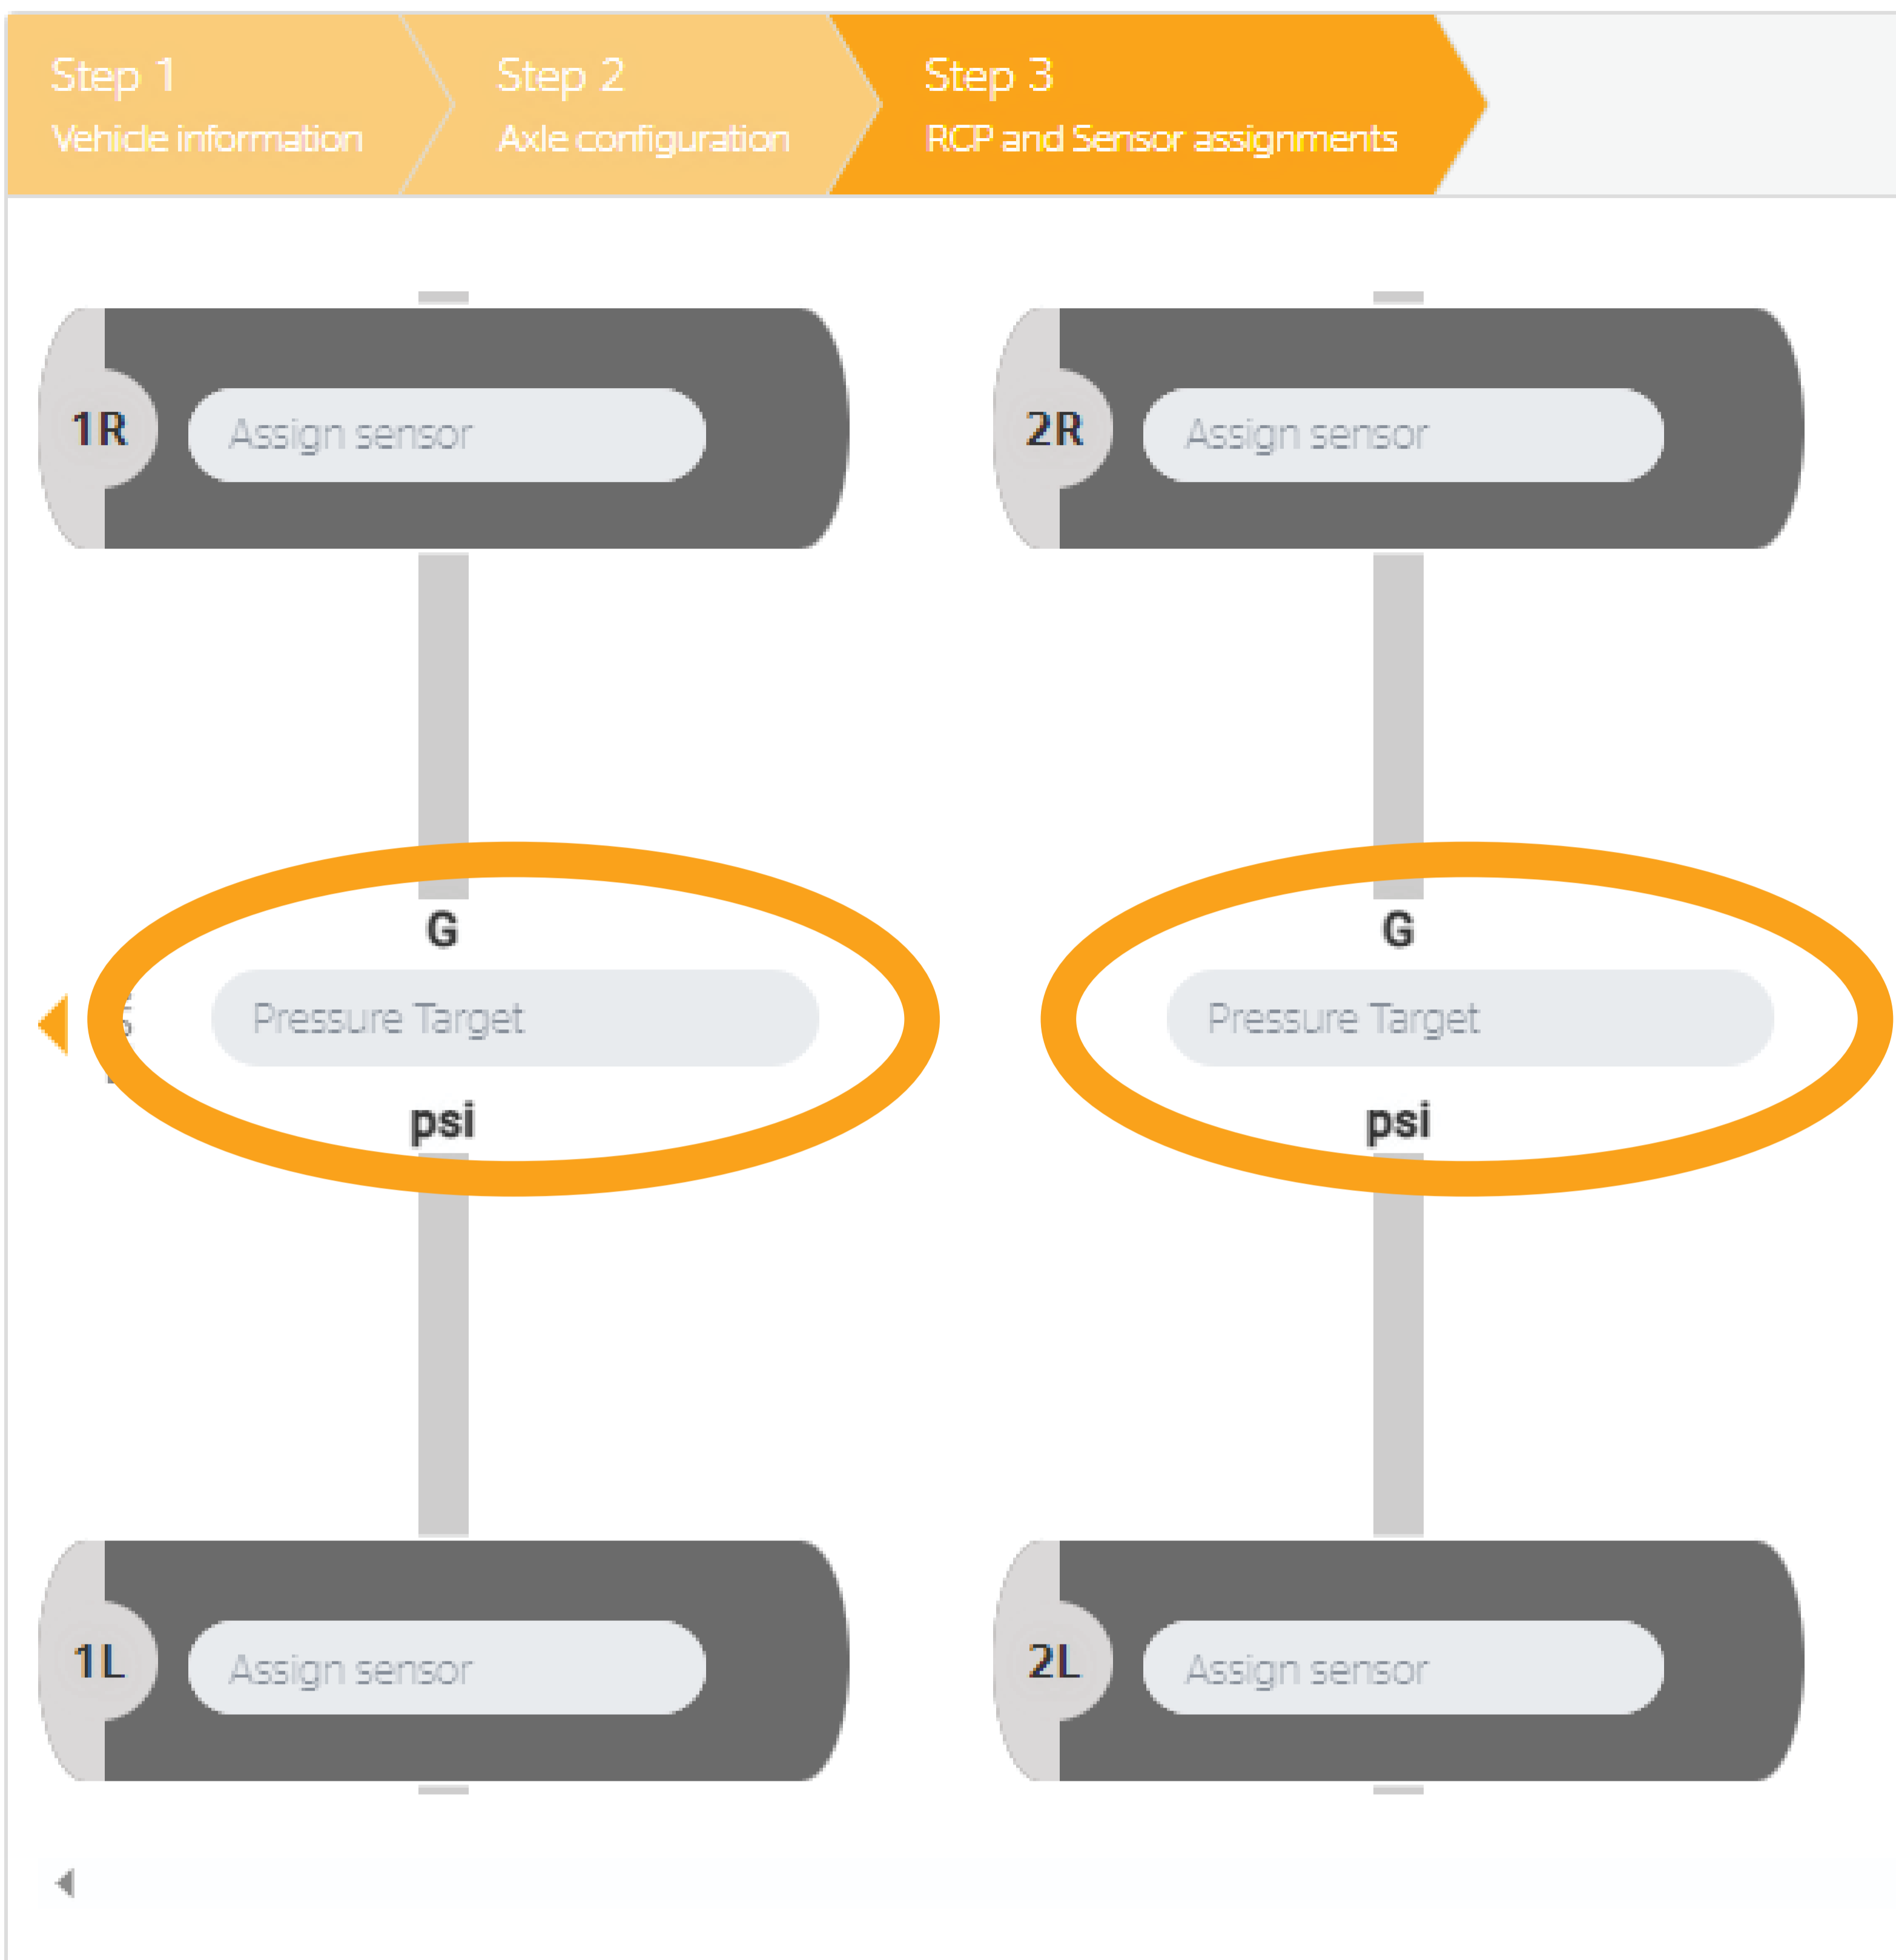 Step 1
Vehicle information
Step 2
Axle configuration
Step 3
RCP and Sensor assignments
1R
Assign sensor
2R
Assign sensor
G
Pressure Target
psi
G
Pressure Target
psi
1L
Assign sensor
2L
Assign sensor